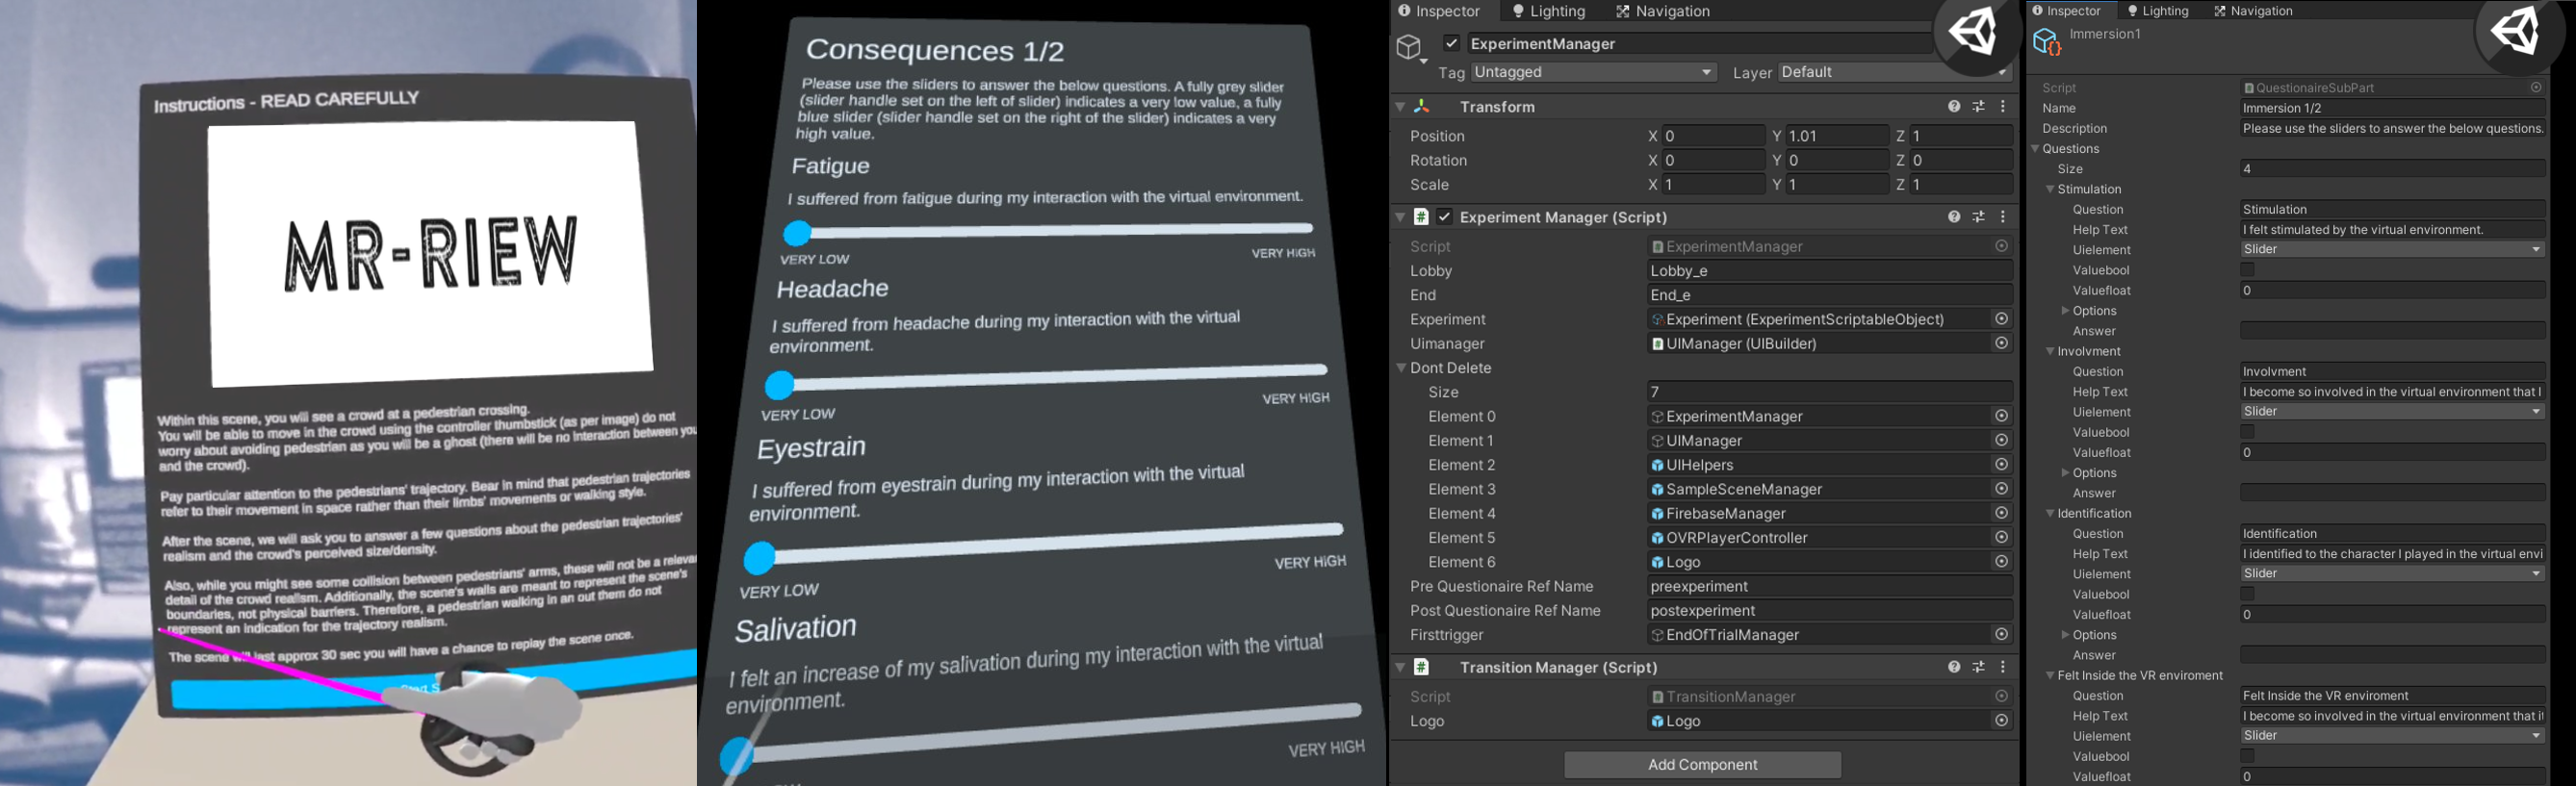 Instructions - READ CAREFULLY
MR-RIEW
Within this scene, you will see a crowd at a pedestrian crossing.
You will be able to move in the crowd using the controller thumbstick (as per image) do not
worry about avoiding pedestrian as you will be a ghost (there will be no interaction between you
and the crowd).
Pay particular attention to the pedestrians' trajectory. Bear in mind that pedestrian trajectories
refer to their movement in space rather than their limbs' movements or walking style.
After the scene, we will ask you to answer a few questions about the pedestrian trajectories'
realism and the crowd's perceived size/density.
Also, while you might see some collision between pedestrians' arms, these will not be a releva
detail of the crowd realism. Additionally, the scene's walls are meant to represent the scene's
boundaries, not physical barriers. Therefore, a pedestrian walking in an out them do not
represent an indication for the trajectory realism.
The scene will last approx 30 sec you will have a chance to replay the scene once.
Start S
Consequences 1/2
Please use the sliders to answer the below questions. A fully grey slider
(slider handle set on the left of slider) indicates a very low value, a fully
blue slider (slider handle set on the right of the slider) indicates a very
high value.
Fatigue
I suffered from fatigue during my interaction with the virtual environment.
VERY LOW VERY HIGH
Headache
I suffered from headache during my interaction with the virtual
environment.
VERY LOW VERY HIGH
Eyestrain
I suffered from eyestrain during my interaction with the virtual
environment.
VERY LOW VERY HIGH
Salivation
I felt an increase of my salivation during my interaction with the virtual
environment.
VERY HIGH
Inspector Lighting Navigation
ExperimentManager
Tag Untagged Layer Default
Transform
Position X 0 Y 1.01 Z 1
Rotation X 0 Y 0 Z 0
Scale X 1 Y 1 Z 1
# Experiment Manager (Script)
Script ExperimentManager
Lobby Lobby_e
End End_e
Experiment Experiment (ExperimentScriptableObject)
Uimanager UIManager (UIBuilder)
Dont Delete
Size 7
Element 0 ExperimentManager
Element 1 UIManager
Element 2 UIHelpers
Element 3 SampleSceneManager
Element 4 FirebaseManager
Element 5 OVRPlayerController
Element 6 Logo
Pre Questionaire Ref Name preexperiment
Post Questionaire Ref Name postexperiment
Firsttrigger EndOfTrialManager
# Transition Manager (Script)
Script TransitionManager
Logo Logo
Add Component
Inspector Lighting Navigation
Immersion1
Script QuestionaireSubPart
Name Immersion 1/2
Description Please use the sliders to answer the below questions.
Questions
Size 4
Stimulation
Question Stimulation
Help Text I felt stimulated by the virtual environment.
Uielement Slider
Valuebool
Valuefloat 0
Options
Answer
Involvment
Question Involvment
Help Text I become so involved in the virtual environment that I
Uielement Slider
Valuebool
Valuefloat 0
Options
Answer
Identification
Question Identification
Help Text I identified to the character I played in the virtual envi
Uielement Slider
Valuebool
Valuefloat 0
Options
Answer
Felt Inside the VR enviroment
Question Felt Inside the VR enviroment
Help Text I become so involved in the virtual environment that it
Uielement Slider
Valuebool
Valuefloat 0